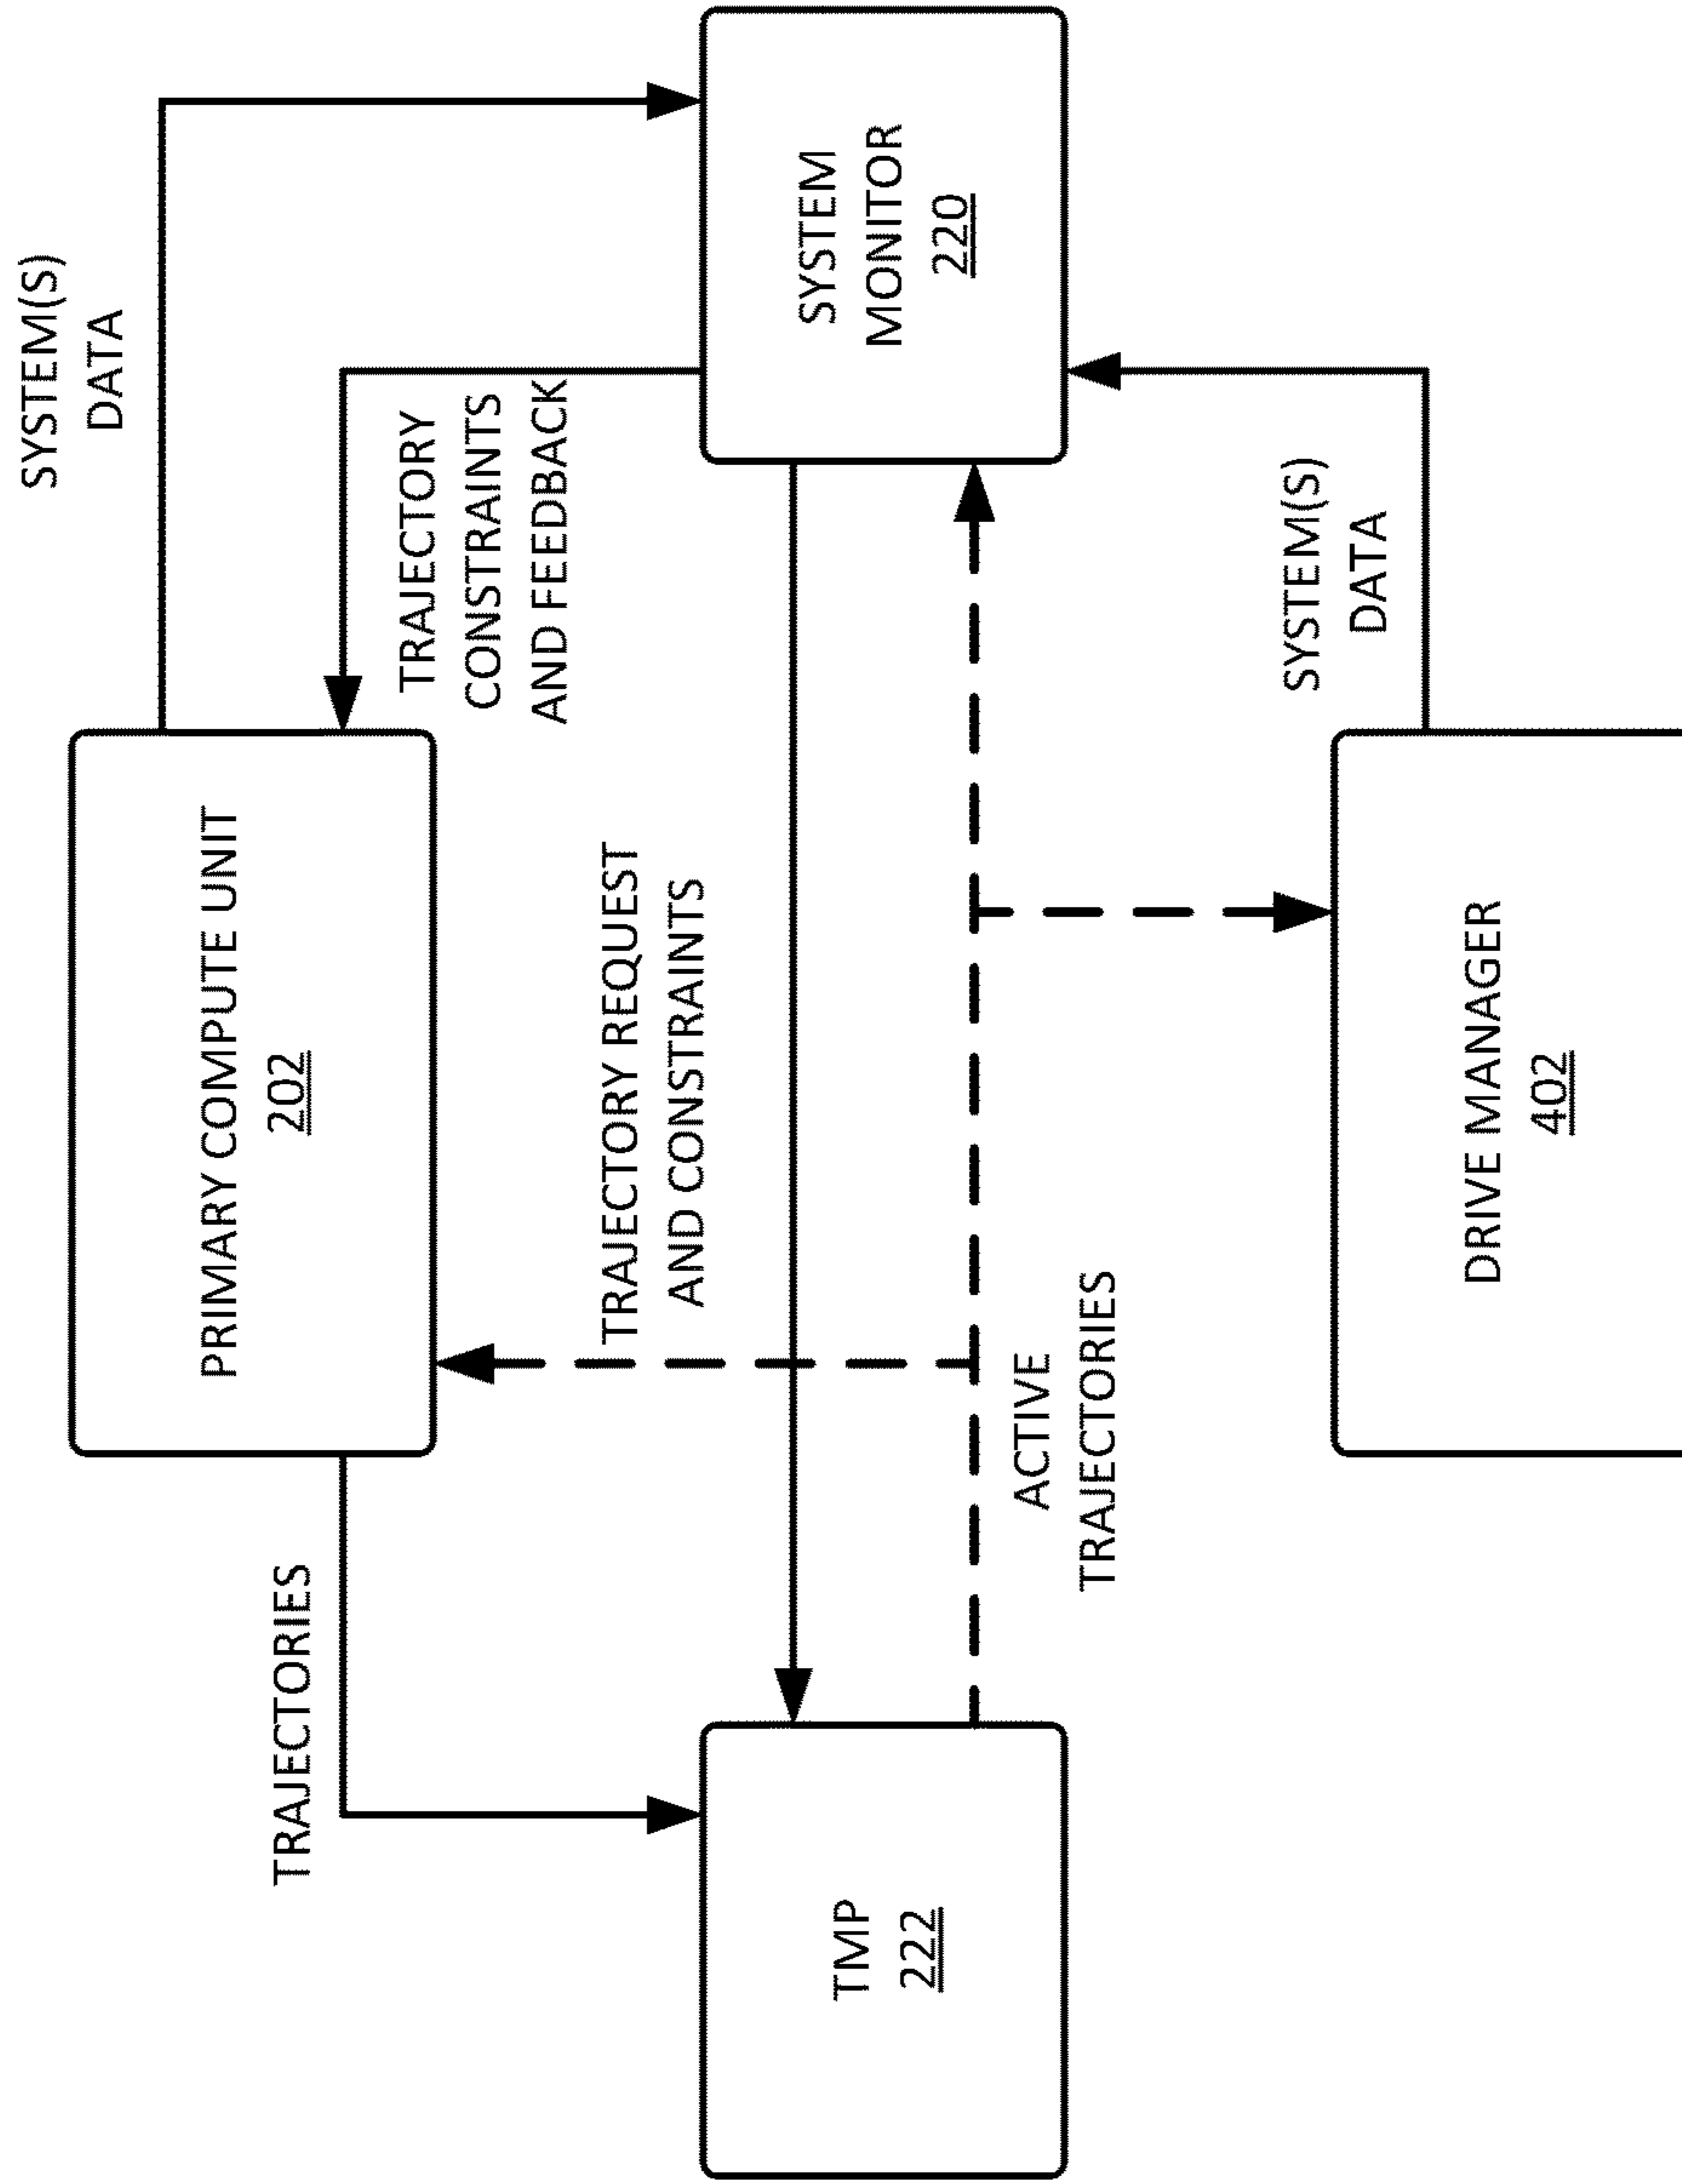 SYSTEM(S)
DATA
PRIMARY COMPUTE UNIT
202
TRAJECTORIES
TRAJECTORY
CONSTRAINTS
AND FEEDBACK
TRAJECTORY REQUEST
AND CONSTRAINTS
TMP
222
SYSTEM
MONITOR
220
ACTIVE
TRAJECTORIES
SYSTEM(S)
DATA
DRIVE MANAGER
402